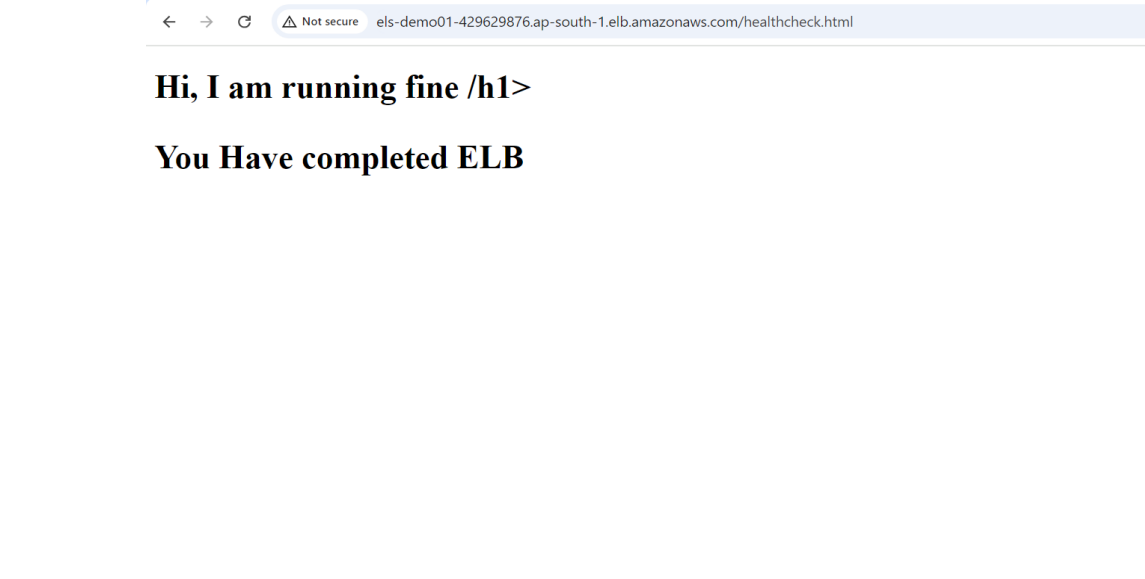 Not secure els-demo01-429629876.ap-south-1.elb.amazonaws.com/healthcheck.html
Hi, I am running fine /h1>
You Have completed ELB